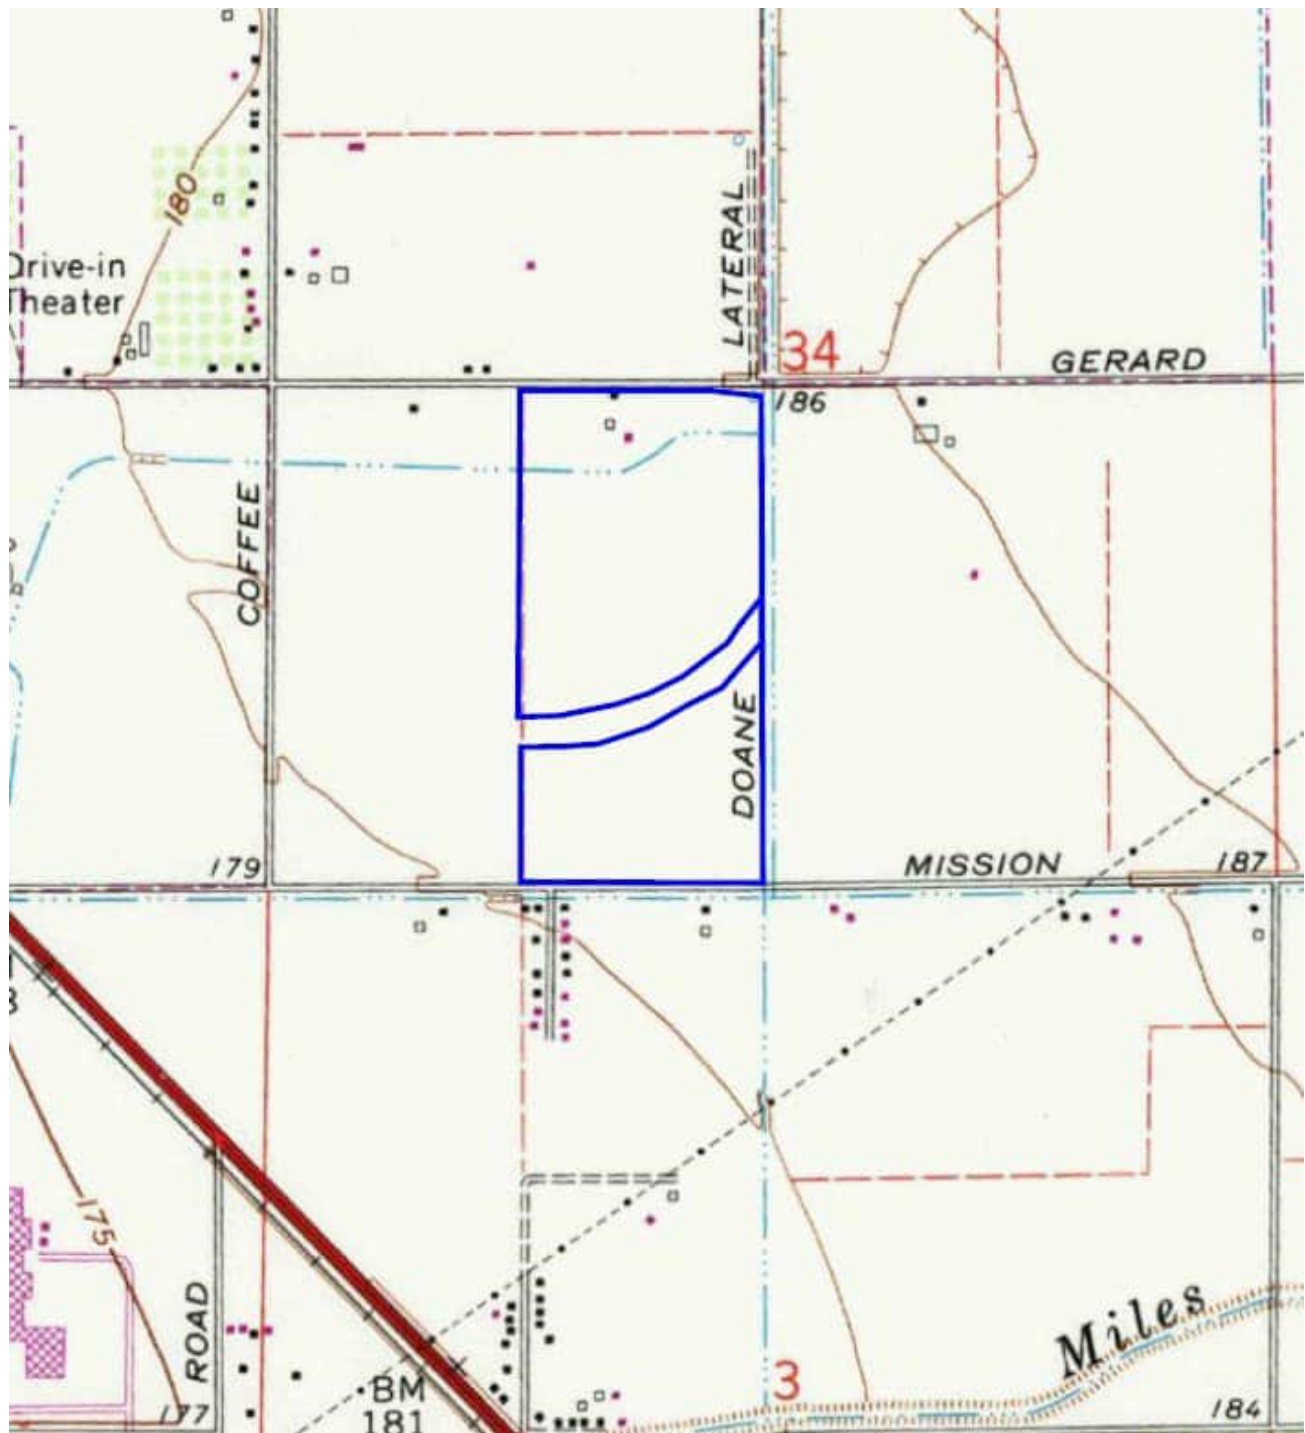 180
Drive-in
Theater
LATERAL
34
GERARD
186
COFFEE
DOANE
179
MISSION
187
175
ROAD
Miles
3
BM
181
177
184